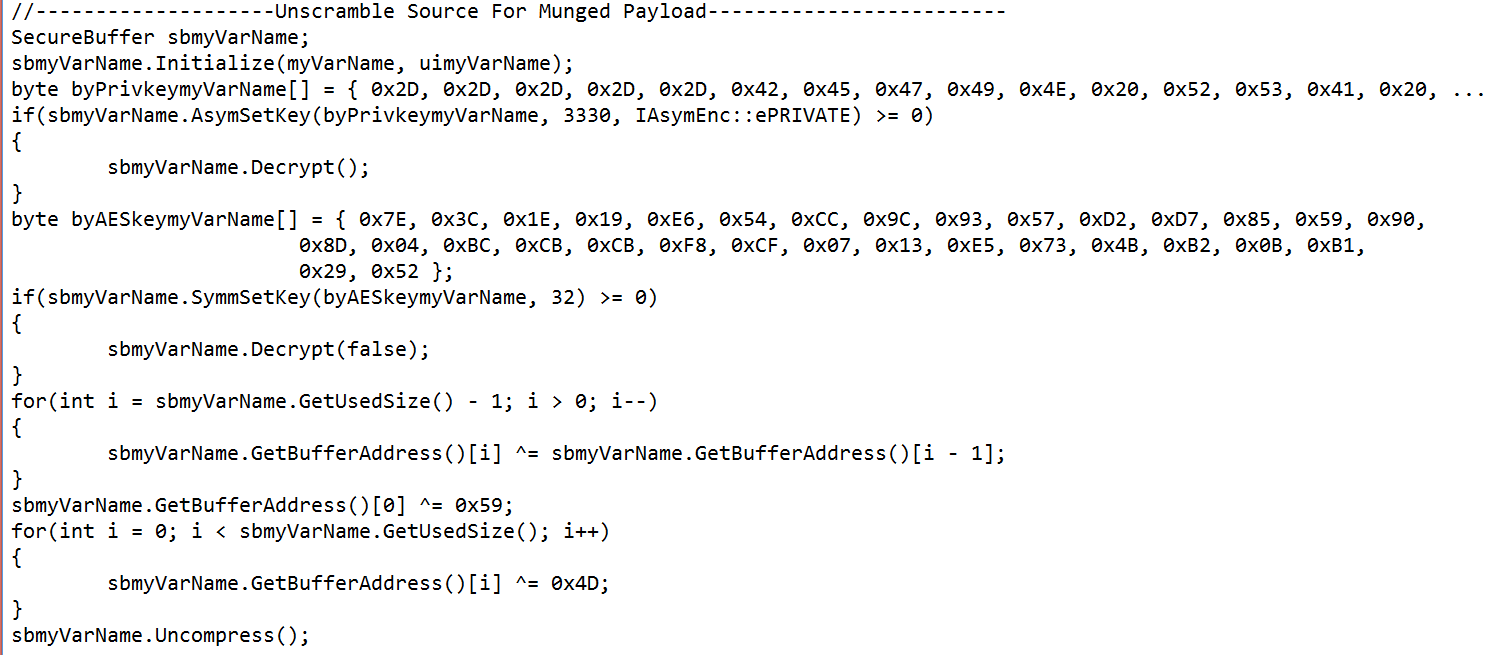 //--------------------Unscramble Source For Munged Payload-------------------------
SecureBuffer sbmyVarName;
sbmyVarName.Initialize(myVarName, uimyVarName);
byte byPrivkeymyVarName[] = { 0x2D, 0x2D, 0x2D, 0x2D, 0x2D, 0x42, 0x45, 0x47, 0x49, 0x4E, 0x20, 0x52, 0x53, 0x41, 0x20, ...
if(sbmyVarName.AsymSetKey(byPrivkeymyVarName, 3330, IAsymEnc::ePRIVATE) >= 0)
{
        sbmyVarName.Decrypt();
}
byte byAESkeymyVarName[] = { 0x7E, 0x3C, 0x1E, 0x19, 0xE6, 0x54, 0xCC, 0x9C, 0x93, 0x57, 0xD2, 0xD7, 0x85, 0x59, 0x90,
                        0x8D, 0x04, 0xBC, 0xCB, 0xCB, 0xF8, 0xCF, 0x07, 0x13, 0xE5, 0x73, 0x4B, 0xB2, 0x0B, 0xB1,
                        0x29, 0x52 };
if(sbmyVarName.SymmSetKey(byAESkeymyVarName, 32) >= 0)
{
        sbmyVarName.Decrypt(false);
}
for(int i = sbmyVarName.GetUsedSize() - 1; i > 0; i--)
{
        sbmyVarName.GetBufferAddress()[i] ^= sbmyVarName.GetBufferAddress()[i - 1];
}
sbmyVarName.GetBufferAddress()[0] ^= 0x59;
for(int i = 0; i < sbmyVarName.GetUsedSize(); i++)
{
        sbmyVarName.GetBufferAddress()[i] ^= 0x4D;
}
sbmyVarName.Uncompress();